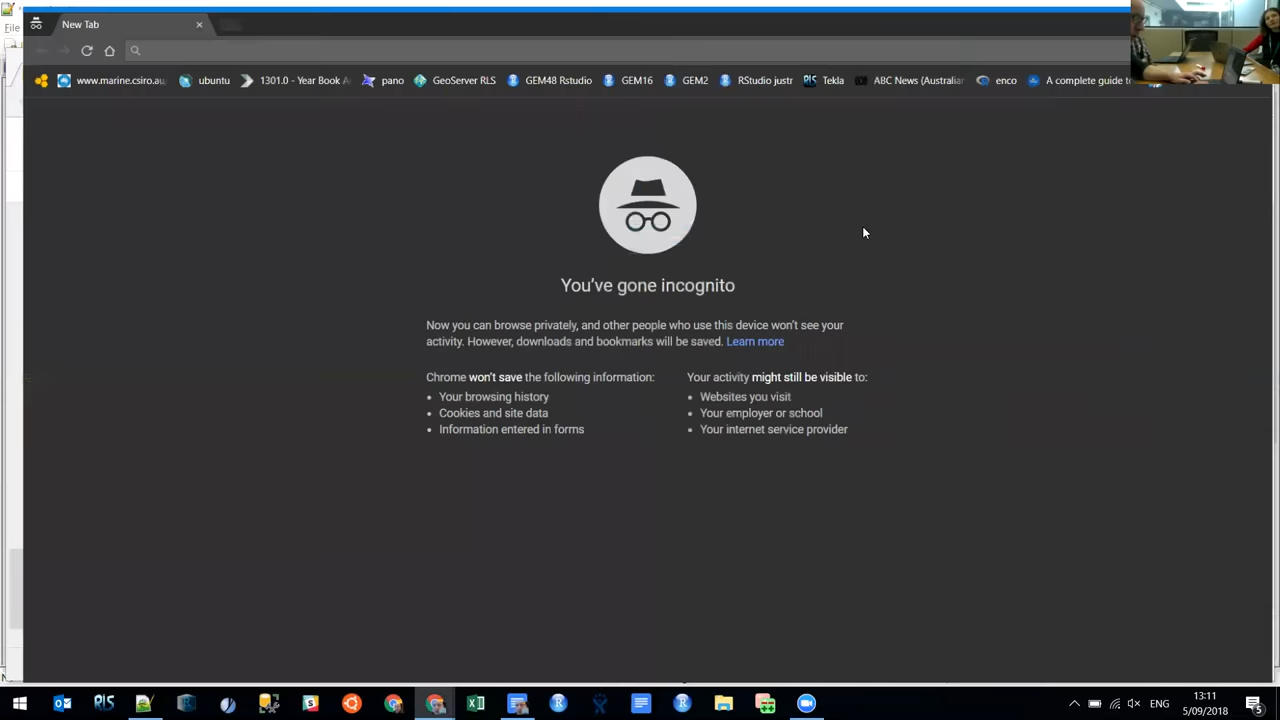 File
New Tab
www.marine.csiro.au
ubuntu
1301.0 - Year Book A
pano
GeoServer RLS
GEM48 Rstudio
GEM16
GEM2
RStudio justr
Tekla
ABC News (Australian
enco
A complete guide to
You've gone incognito
Now you can browse privately, and other people who use this device won't see your
activity. However, downloads and bookmarks will be saved. Learn more
Chrome won't save the following information:
Your browsing history
Cookies and site data
Information entered in forms
Your activity might still be visible to:
Websites you visit
Your employer or school
Your internet service provider
ENG
13:11
5/09/2018
5